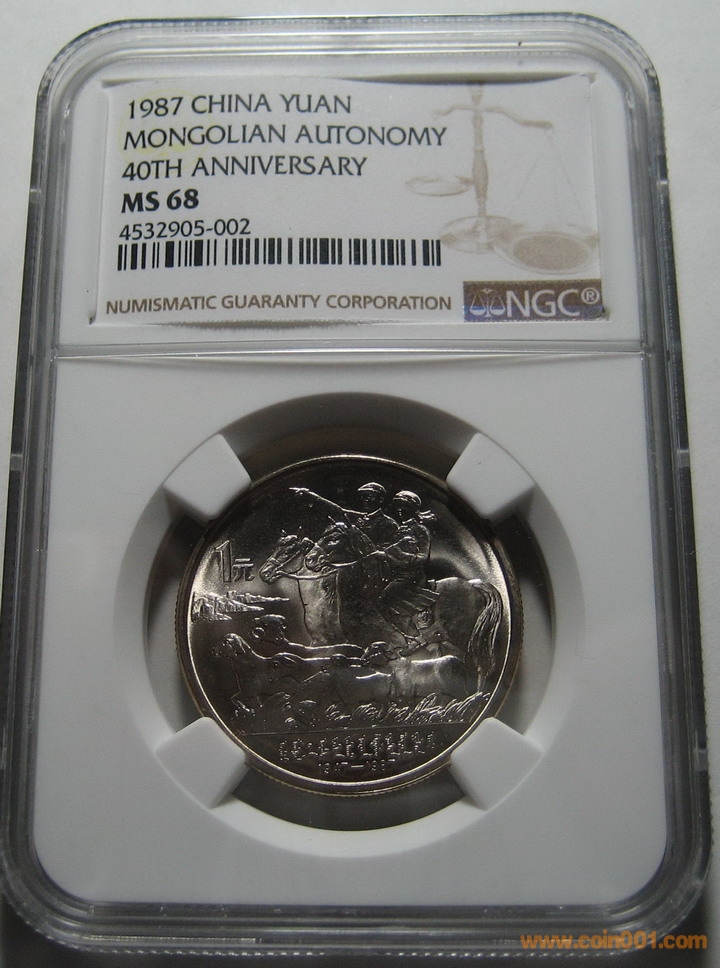 1987 CHINA YUAN
MONGOLIAN AUTONOMY
40TH ANNIVERSARY
MS 68
4532905-002
NUMISMATIC GUARANTY CORPORATION
NGC®
1元
1947-1987
www.coin001.com